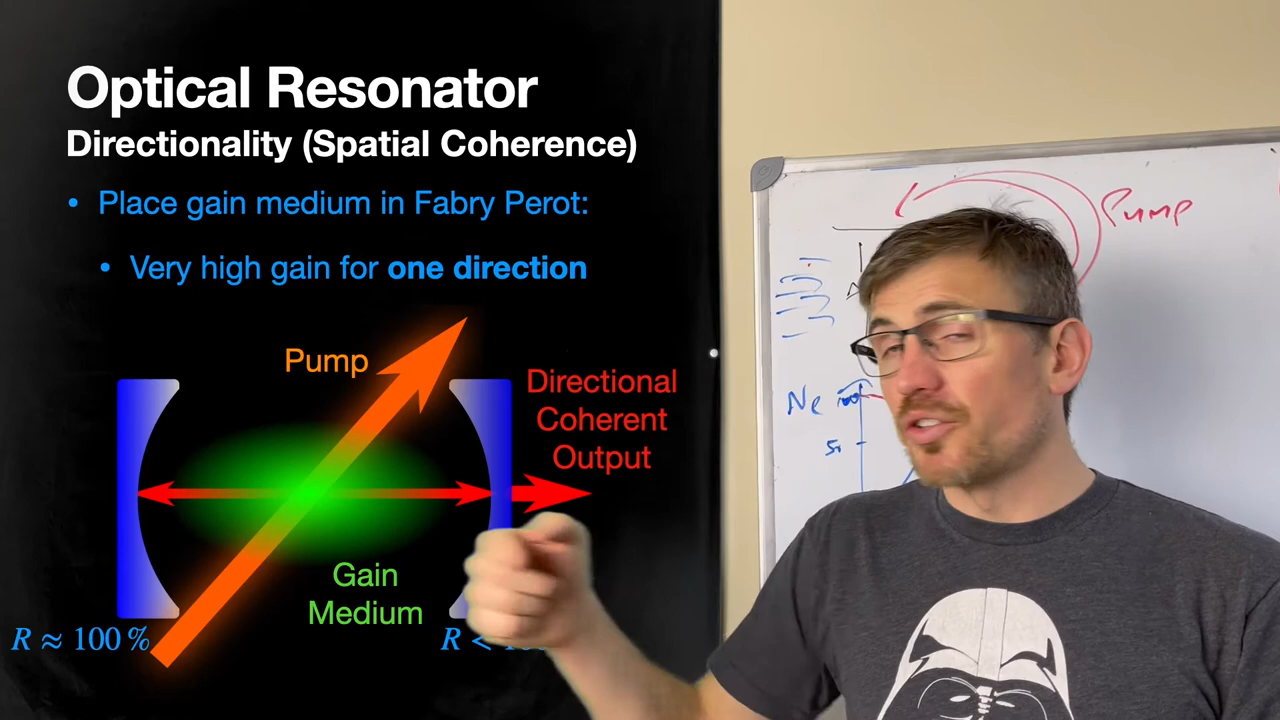 Optical Resonator
Directionality (Spatial Coherence)
• Place gain medium in Fabry Perot:
• Very high gain for one direction
Pump
Directional
Coherent
Output
Gain
Medium
R ≈ 100 %
R <
Pump
Ne